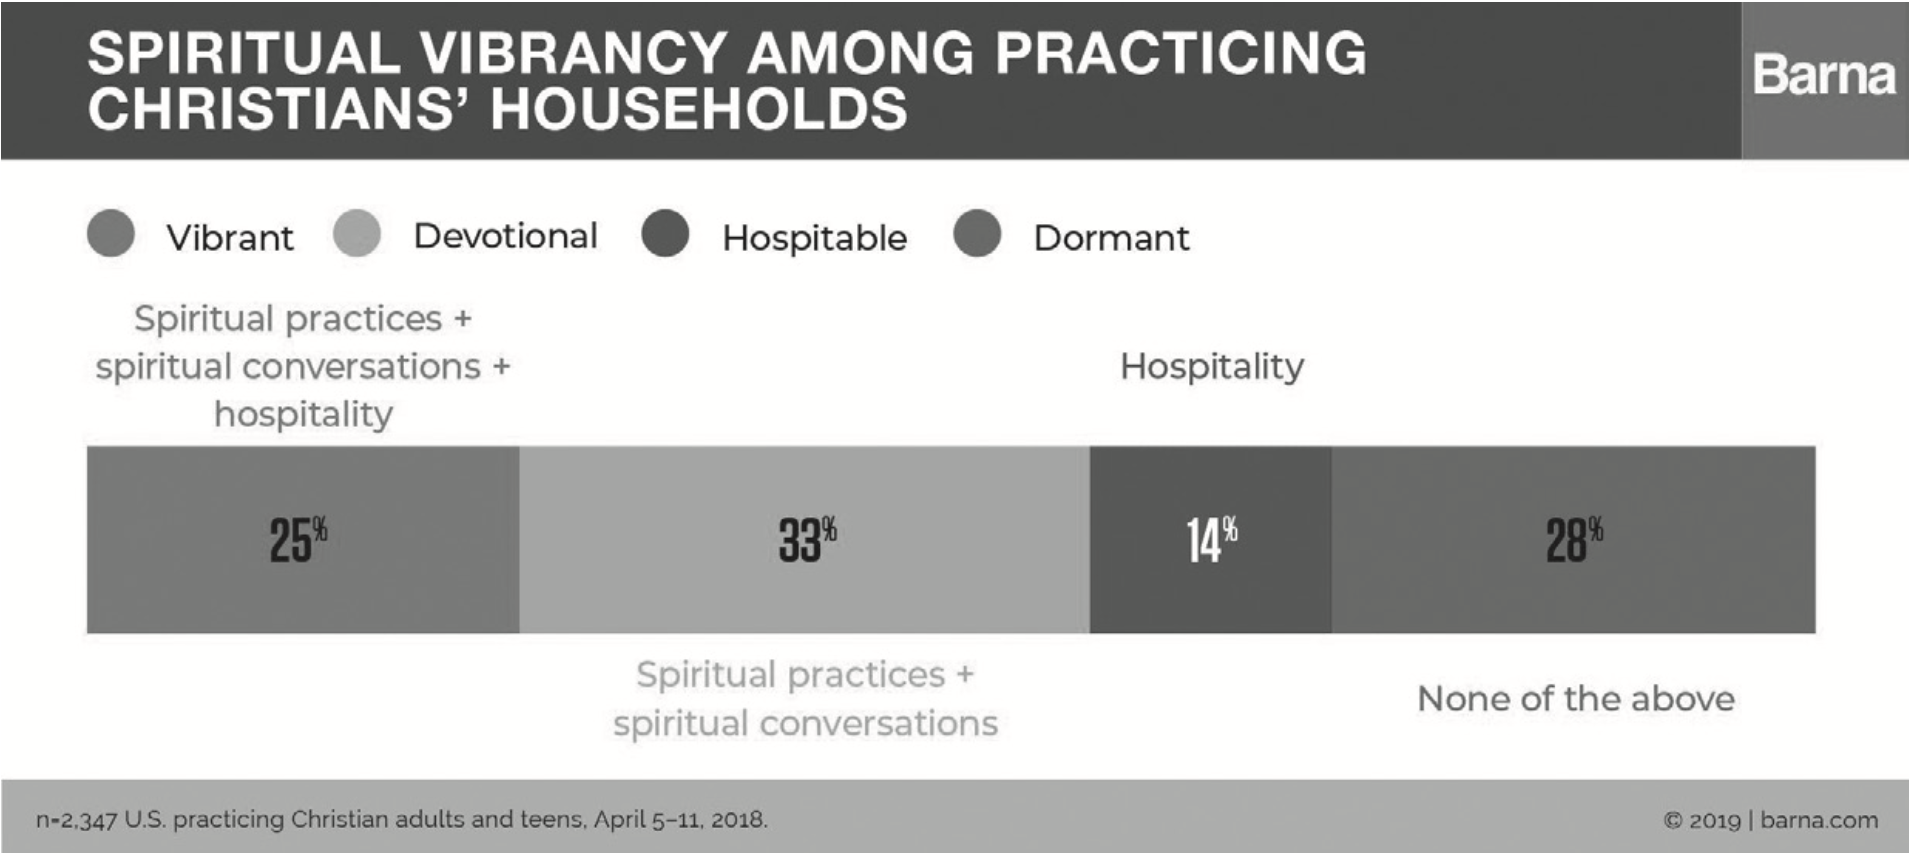 SPIRITUAL VIBRANCY AMONG PRACTICING
CHRISTIANS’ HOUSEHOLDS
Barna
Vibrant
Devotional
Hospitable
Dormant
Spiritual practices +
spiritual conversations +
hospitality
Hospitality
25%
33%
14%
28%
Spiritual practices +
spiritual conversations
None of the above
n=2,347 U.S. practicing Christian adults and teens, April 5–11, 2018.
© 2019 | barna.com